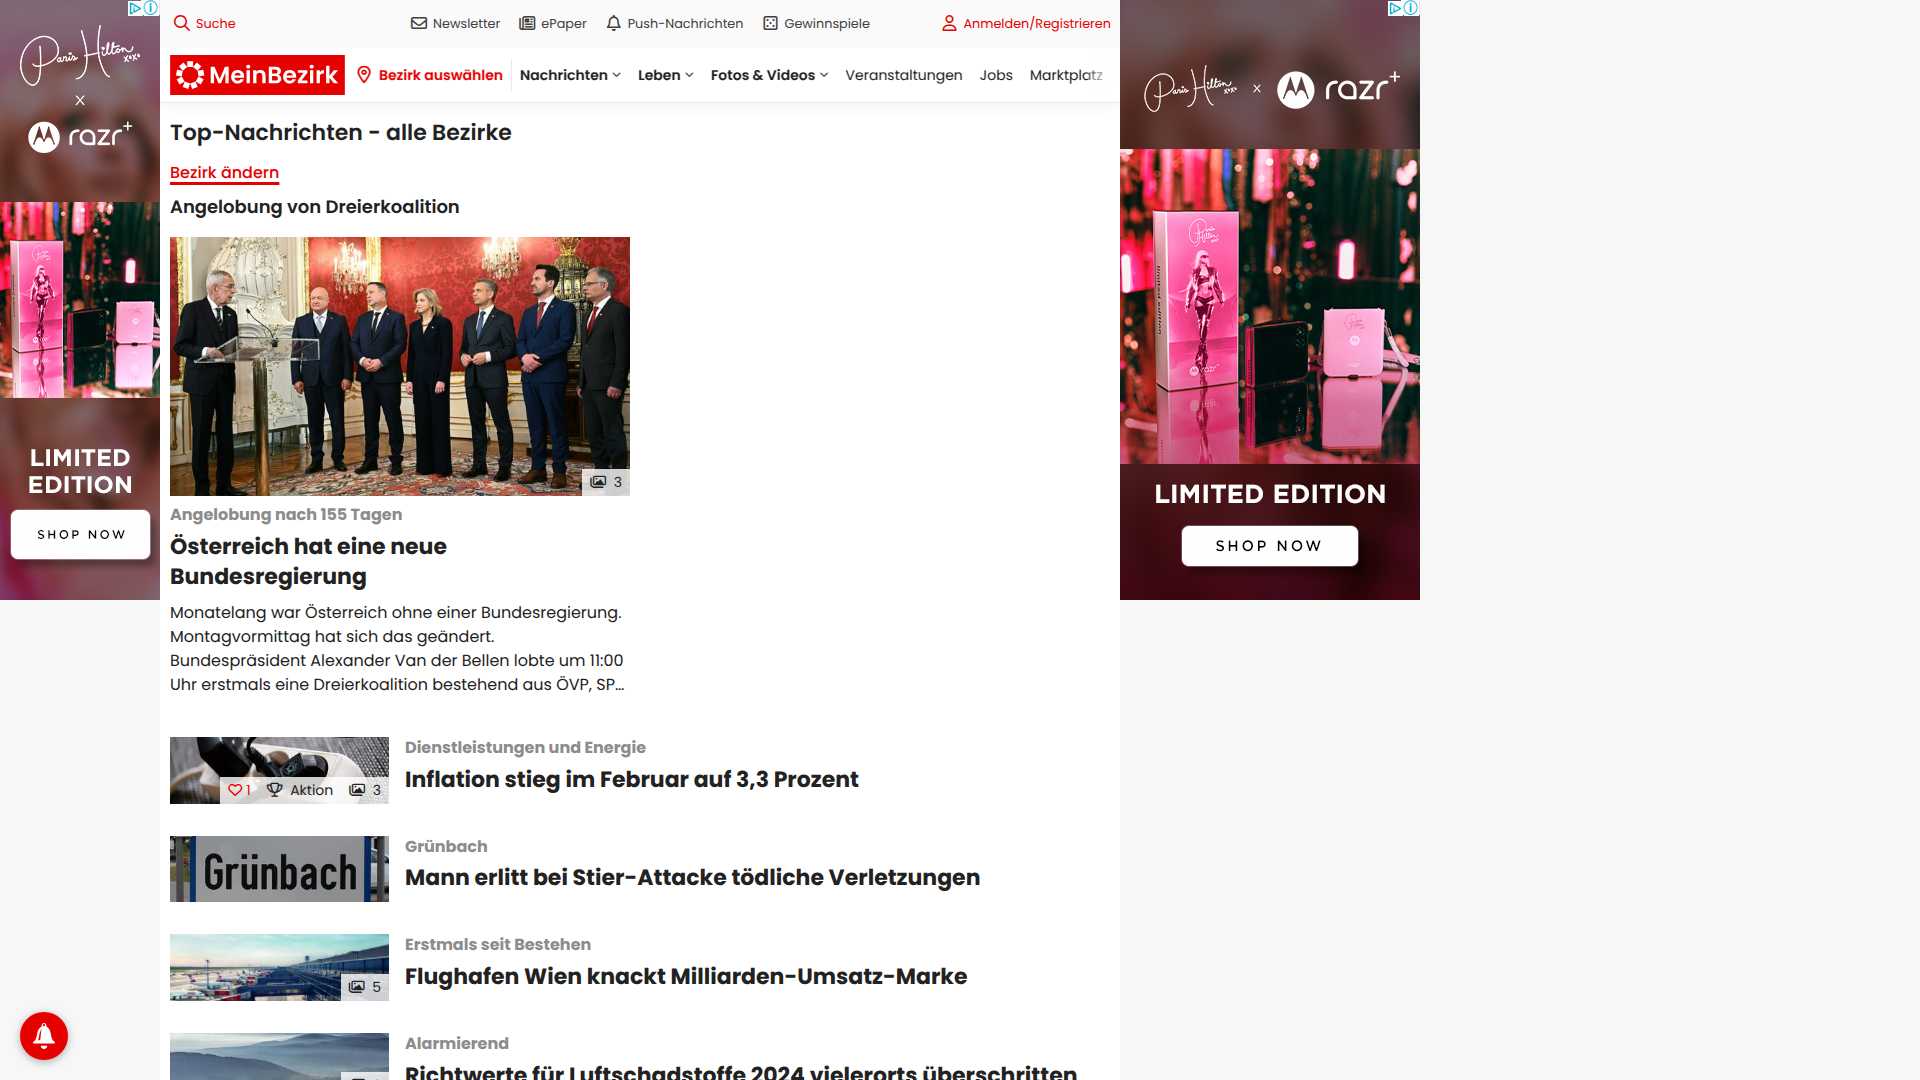 Suche
Newsletter
ePaper
Push-Nachrichten
Gewinnspiele
Anmelden/Registrieren
MeinBezirk
Bezirk auswählen
Nachrichten
Leben
Fotos & Videos
Veranstaltungen
Jobs
Marktplatz
Paris Hilton
xoxo
X
razr+
LIMITED
EDITION
SHOP NOW
Top-Nachrichten - alle Bezirke
Bezirk ändern
Angelobung von Dreierkoalition
3
Angelobung nach 155 Tagen
Österreich hat eine neue
Bundesregierung
Monatelang war Österreich ohne einer Bundesregierung.
Montagvormittag hat sich das geändert.
Bundespräsident Alexander Van der Bellen lobte um 11:00
Uhr erstmals eine Dreierkoalition bestehend aus ÖVP, SP...
1 Aktion 3
Dienstleistungen und Energie
Inflation stieg im Februar auf 3,3 Prozent
Grünbach
Grünbach
Mann erlitt bei Stier-Attacke tödliche Verletzungen
5
Erstmals seit Bestehen
Flughafen Wien knackt Milliarden-Umsatz-Marke
Alarmierend
Richtwerte für Luftschadstoffe 2024 vielerorts überschritten
Paris Hilton
xoxo
X
razr+
LIMITED EDITION
SHOP NOW